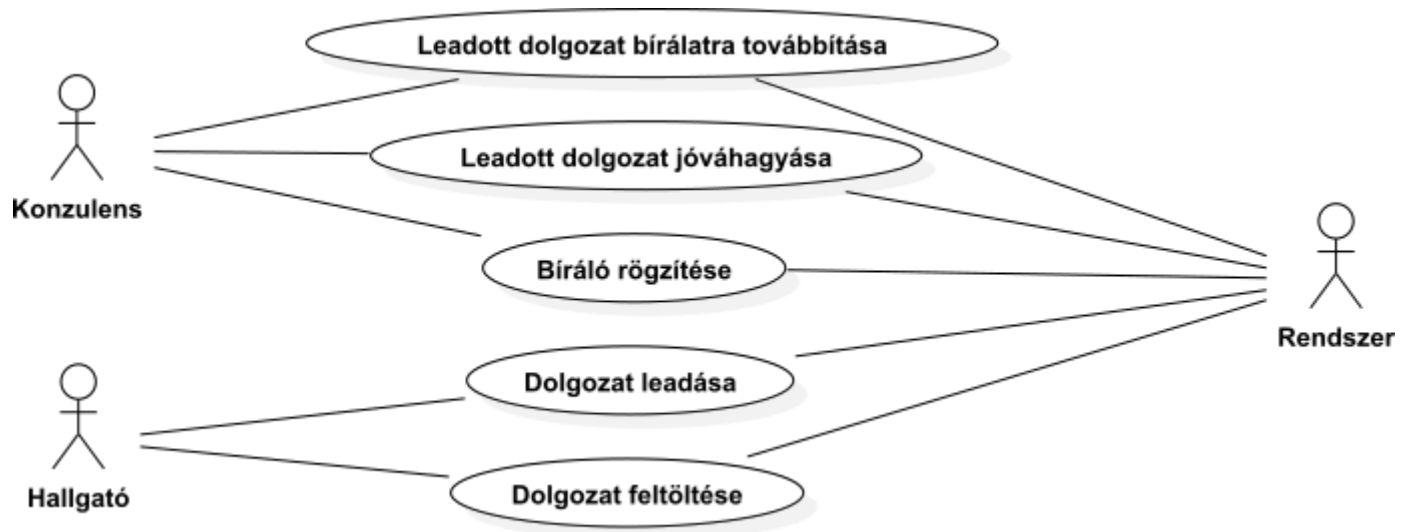 Leadott dolgozat bírálatra továbbítása
Leadott dolgozat jóváhagyása
Konzulens
Bíráló rögzítése
Rendszer
Dolgozat leadása
Hallgató
Dolgozat feltöltése